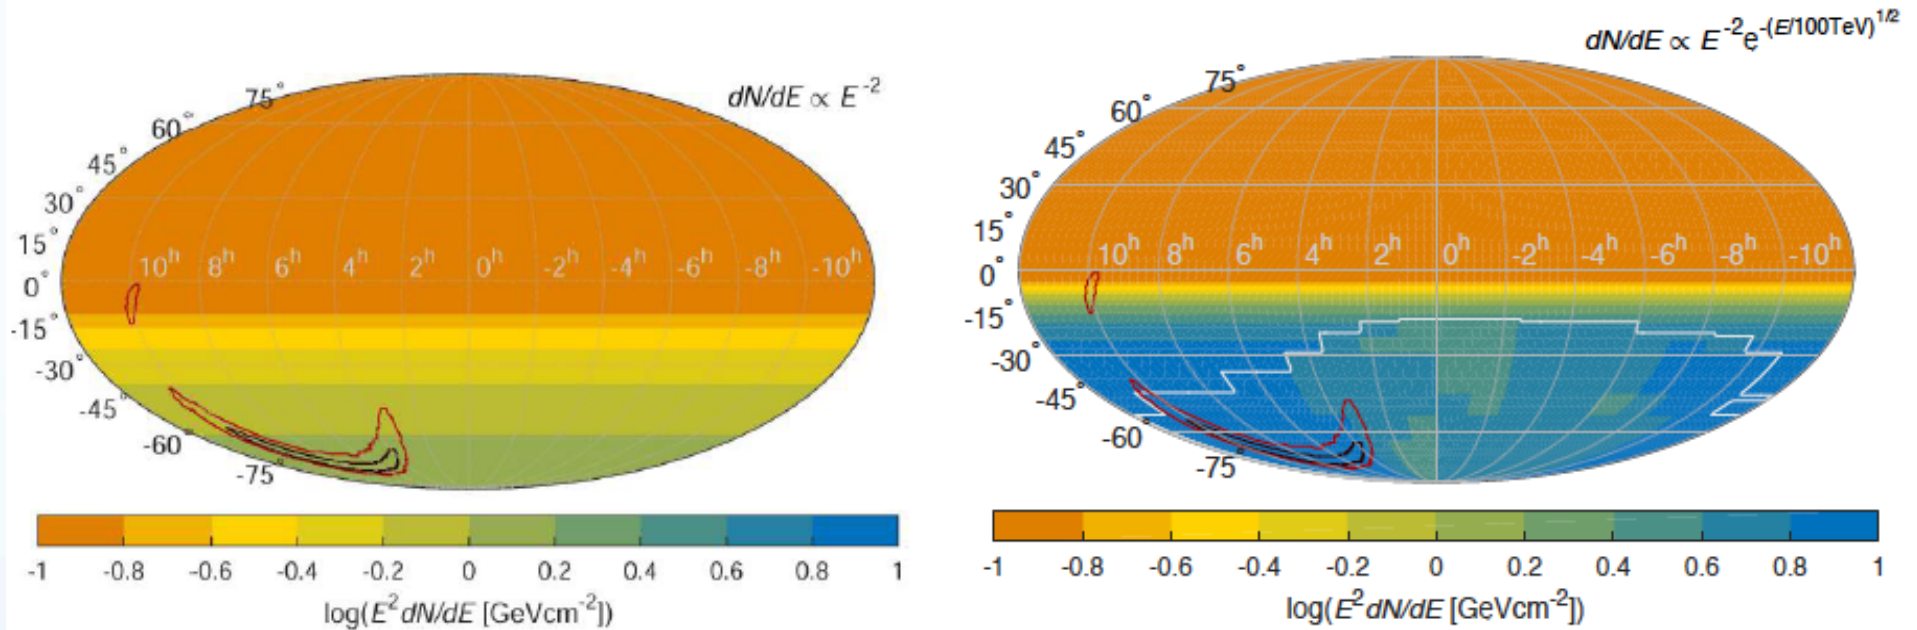 dN/dE ∝ E⁻²
75°
60°
45°
30°
15°
0°
-15°
-30°
-45°
-60°
-75°
10ʰ 8ʰ 6ʰ 4ʰ 2ʰ 0ʰ -2ʰ -4ʰ -6ʰ -8ʰ -10ʰ
-1 -0.8 -0.6 -0.4 -0.2 0 0.2 0.4 0.6 0.8 1
log(E² dN/dE [GeVcm⁻²])
dN/dE ∝ E⁻²e^-(E/100TeV)^1/2
75°
60°
45°
30°
15°
0°
-15°
-30°
-45°
-60°
-75°
10ʰ 8ʰ 6ʰ 4ʰ 2ʰ 0ʰ -2ʰ -4ʰ -6ʰ -8ʰ -10ʰ
-1 -0.8 -0.6 -0.4 -0.2 0 0.2 0.4 0.6 0.8 1
log(E² dN/dE [GeVcm⁻²])